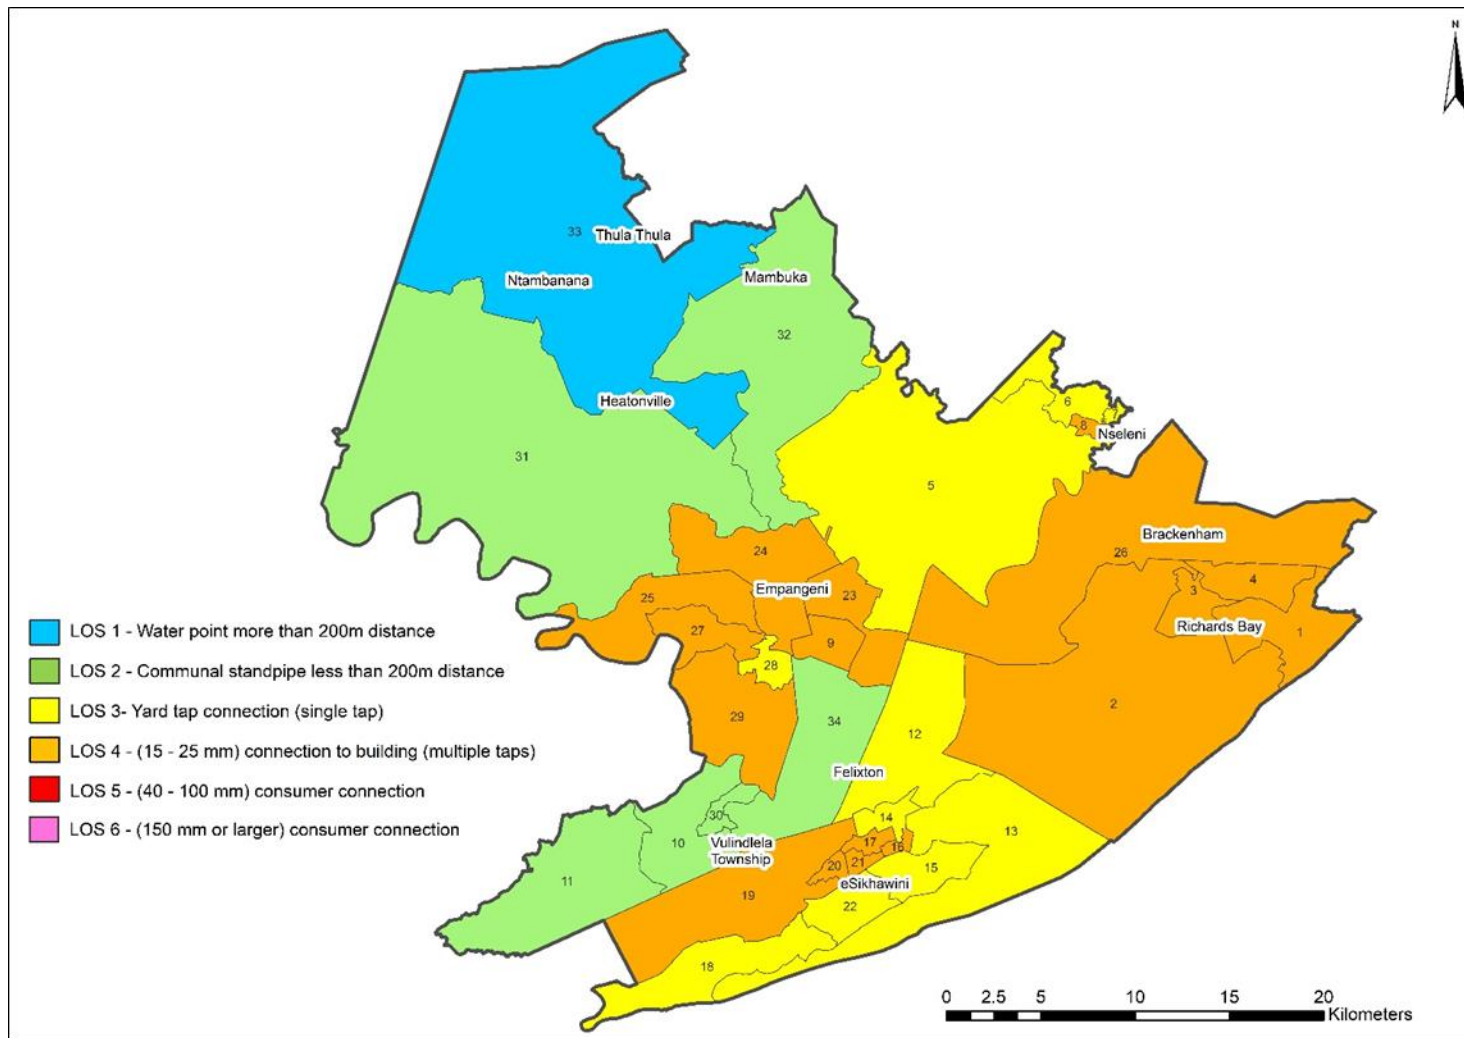 N
33
Thula Thula
Ntambanana
Mambuka
32
Heatonville
6
7
8
Nseleni
31
5
24
Brackenham
26
4
3
Empangeni
23
25
Richards Bay
1
27
9
28
2
29
34
12
Felixton
30
14
13
10
Vulindlela
Township
17
16
20
21
15
11
eSikhawini
19
22
18
LOS 1 - Water point more than 200m distance
LOS 2 - Communal standpipe less than 200m distance
LOS 3- Yard tap connection (single tap)
LOS 4 - (15 - 25 mm) connection to building (multiple taps)
LOS 5 - (40 - 100 mm) consumer connection
LOS 6 - (150 mm or larger) consumer connection
0 2.5 5 10 15 20
Kilometers